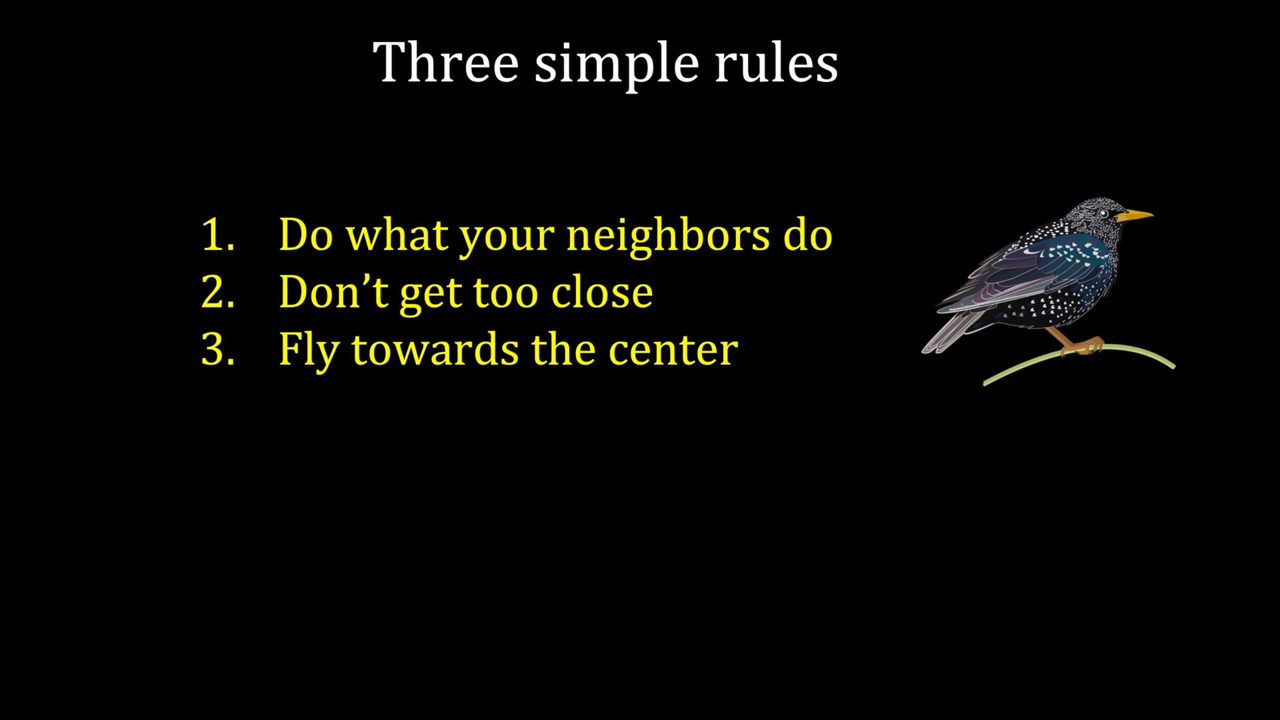 Three simple rules
1. Do what your neighbors do
2. Don’t get too close
3. Fly towards the center